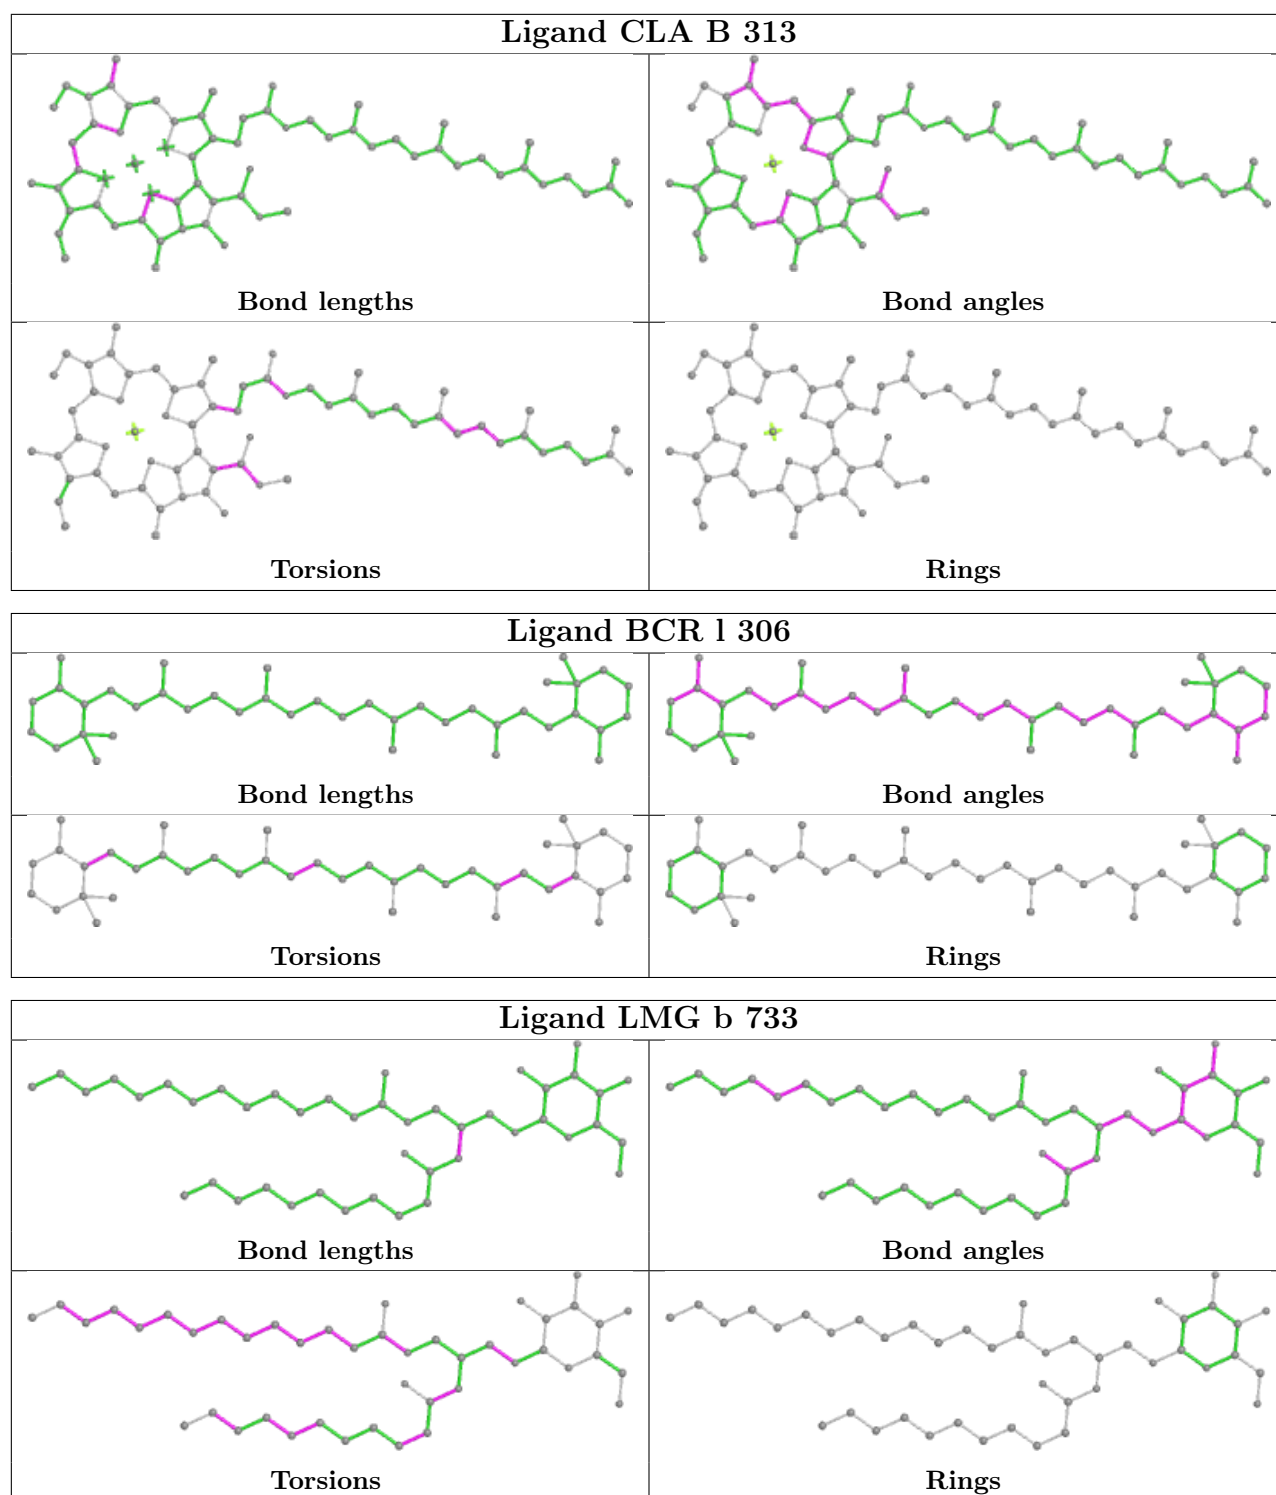 Ligand CLA B 313
Bond lengths
Bond angles
Torsions
Rings
Ligand BCR l 306
Bond lengths
Bond angles
Torsions
Rings
Ligand LMG b 733
Bond lengths
Bond angles
Torsions
Rings